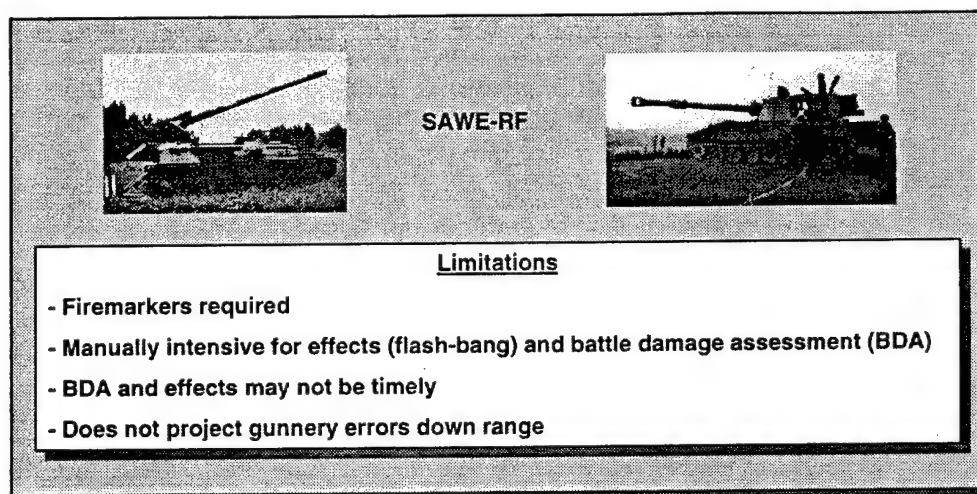 SAWE-RF
Limitations
- Firemarkers required
- Manually intensive for effects (flash-bang) and battle damage assessment (BDA)
- BDA and effects may not be timely
- Does not project gunnery errors down range